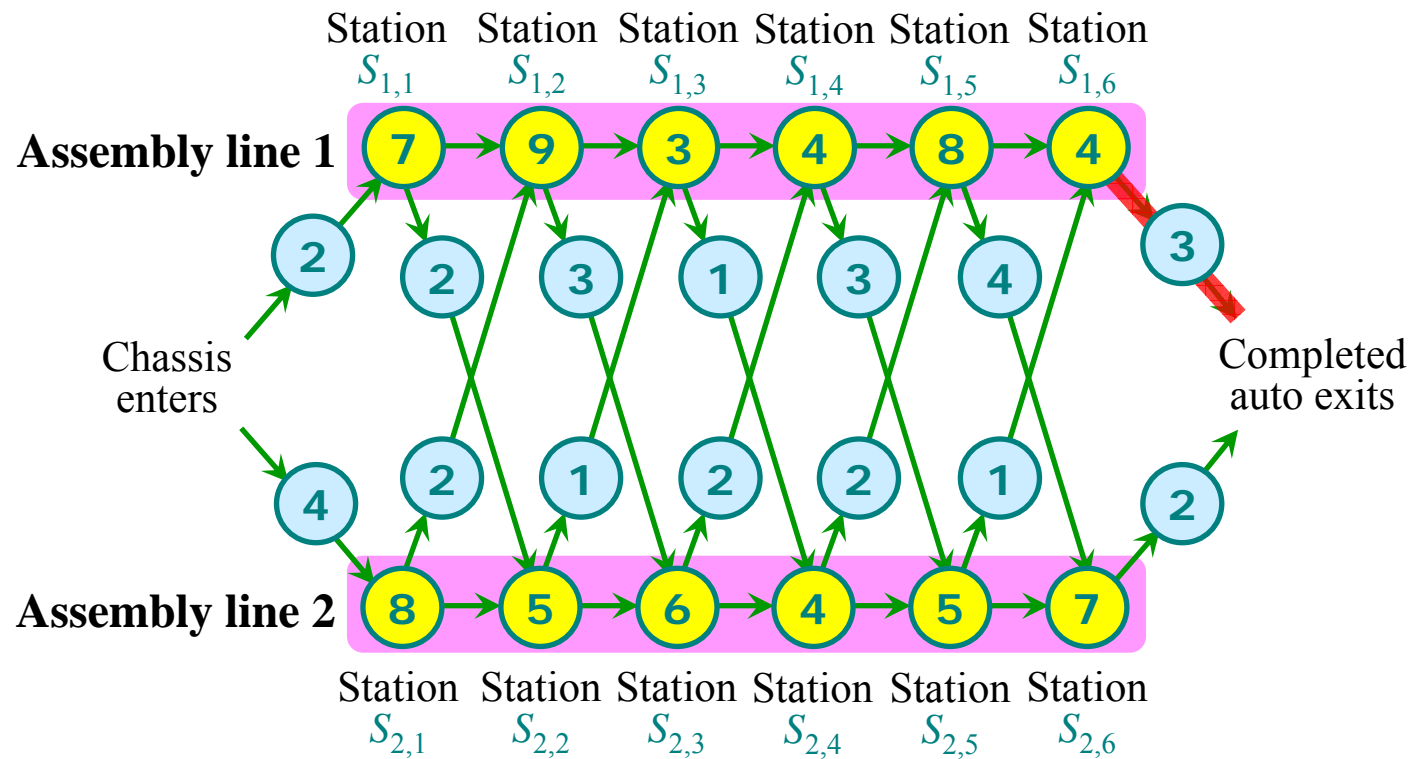 Station Station Station Station Station Station
S1,1 S1,2 S1,3 S1,4 S1,5 S1,6
Assembly line 1 7 9 3 4 8 4
2 3
2 3 1 3 4
Chassis
enters
Completed
auto exits
2 1 2 2 1
4 2
Assembly line 2 8 5 6 4 5 7
Station Station Station Station Station Station
S2,1 S2,2 S2,3 S2,4 S2,5 S2,6